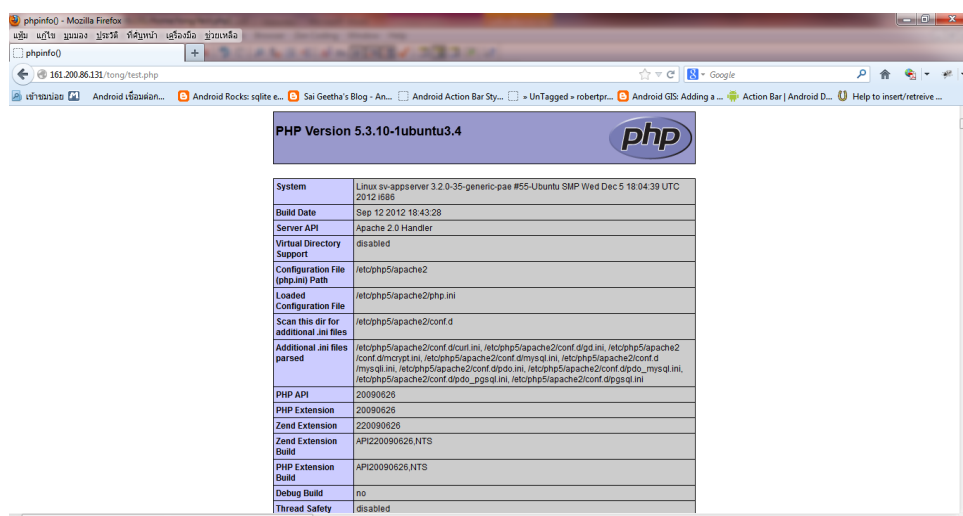 phpinfo() - Mozilla Firefox
แฟ้ม แก้ไข มุมมอง ประวัติ ที่คั่นหน้า เครื่องมือ ช่วยเหลือ
phpinfo()
161.200.86.131/tong/test.php
Google
เข้าชมบ่อย Android เชื่อมต่อก... Android Rocks: sqlite e... Sai Geetha's Blog - An... Android Action Bar Sty... » UnTagged » robertpr... Android GIS: Adding a ... Action Bar | Android D... Help to insert/retreive ...
PHP Version 5.3.10-1ubuntu3.4
php
System
Linux sv-appserver 3.2.0-35-generic-pae #55-Ubuntu SMP Wed Dec 5 18:04:39 UTC
2012 i686
Build Date
Sep 12 2012 18:43:28
Server API
Apache 2.0 Handler
Virtual Directory
Support
disabled
Configuration File
(php.ini) Path
/etc/php5/apache2
Loaded
Configuration File
/etc/php5/apache2/php.ini
Scan this dir for
additional .ini files
/etc/php5/apache2/conf.d
Additional .ini files
parsed
/etc/php5/apache2/conf.d/curl.ini, /etc/php5/apache2/conf.d/gd.ini, /etc/php5/apache2
/conf.d/mcrypt.ini, /etc/php5/apache2/conf.d/mysql.ini, /etc/php5/apache2/conf.d
/mysqli.ini, /etc/php5/apache2/conf.d/pdo.ini, /etc/php5/apache2/conf.d/pdo_mysql.ini,
/etc/php5/apache2/conf.d/pdo_pgsql.ini, /etc/php5/apache2/conf.d/pgsql.ini
PHP API
20090626
PHP Extension
20090626
Zend Extension
220090626
Zend Extension
Build
API220090626,NTS
PHP Extension
Build
API20090626,NTS
Debug Build
no
Thread Safety
disabled